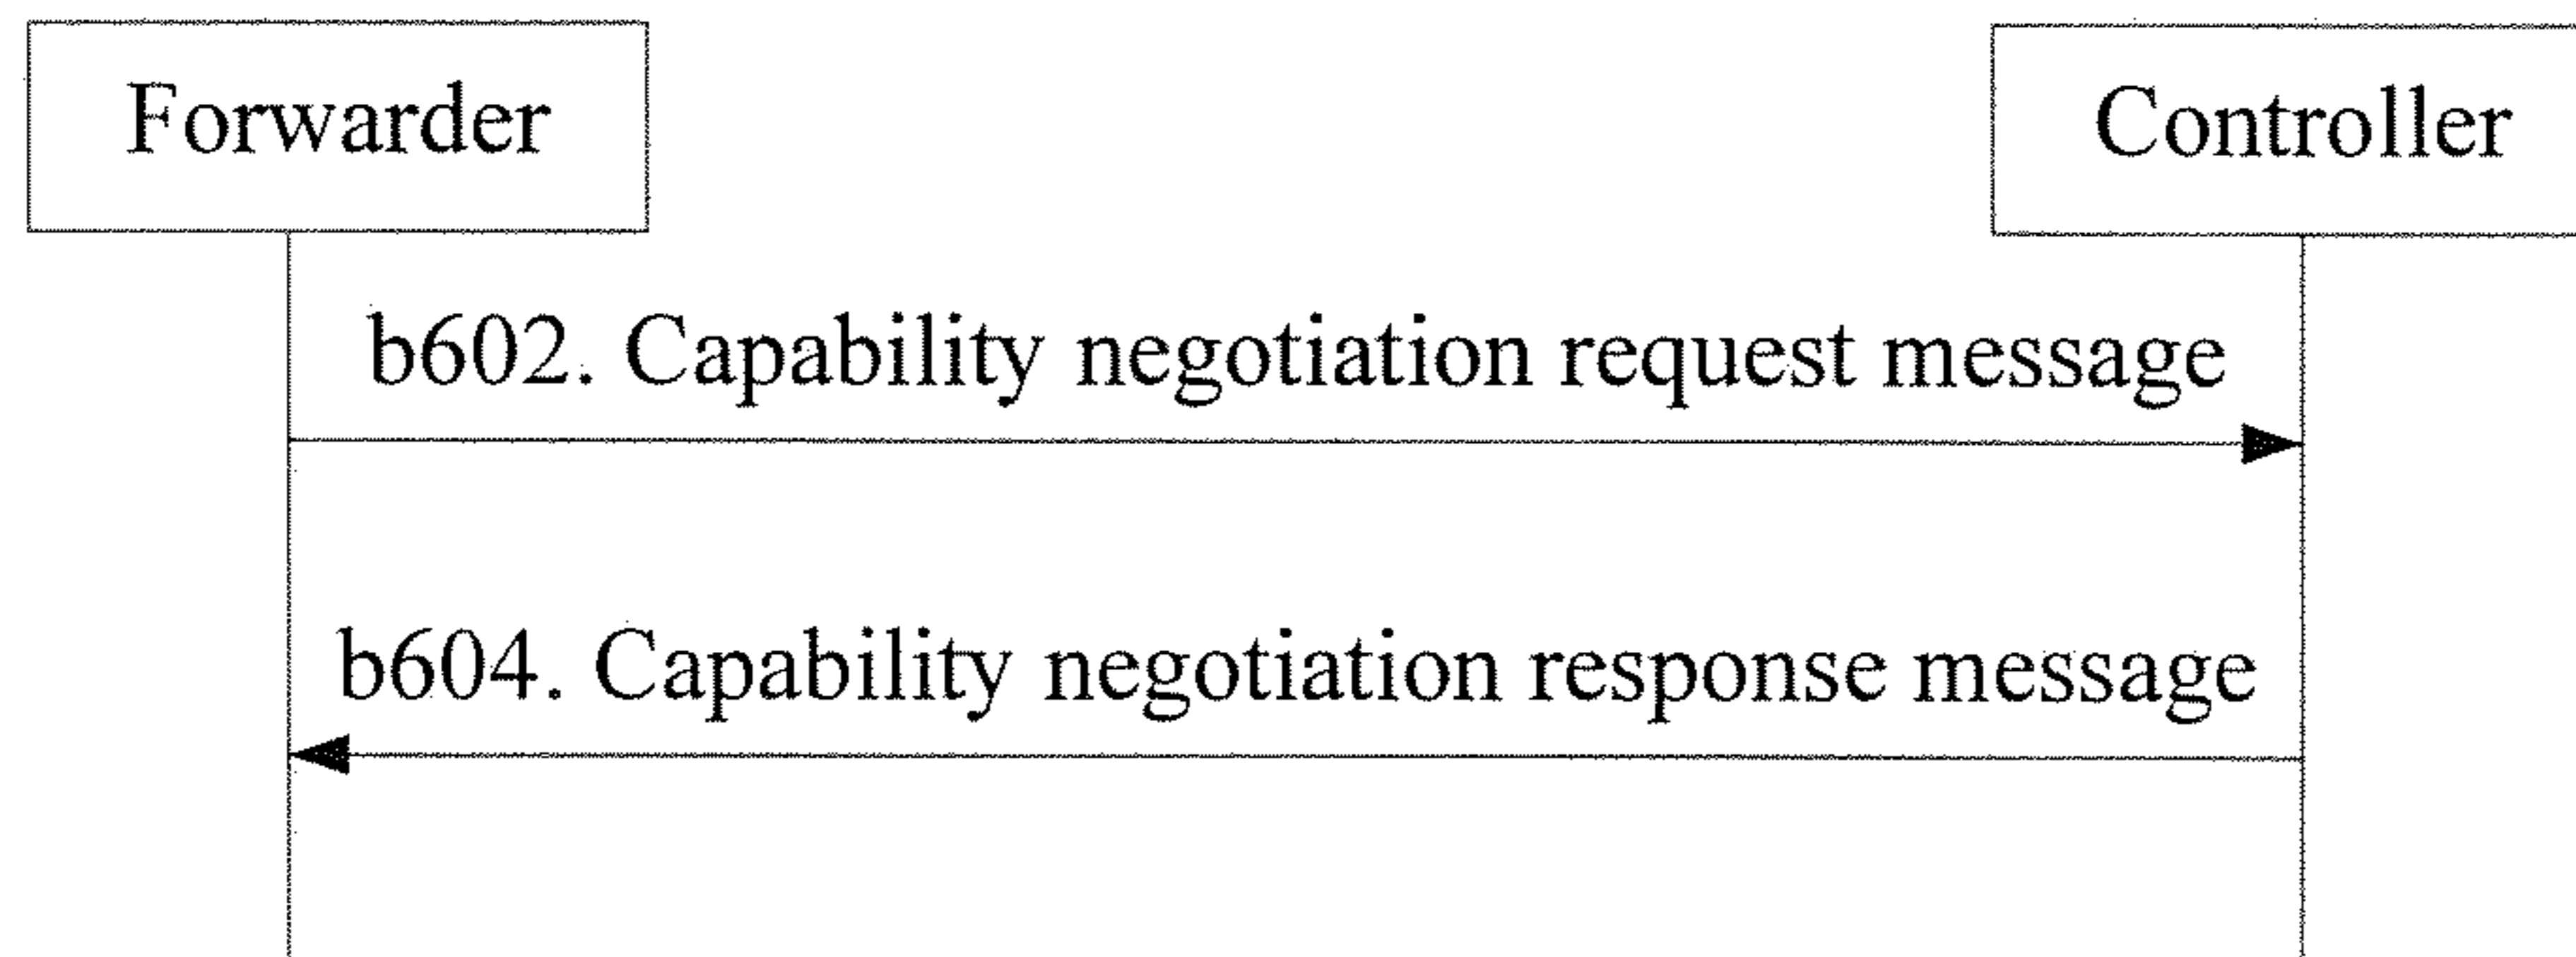 Forwarder
Controller
b602. Capability negotiation request message
b604. Capability negotiation response message